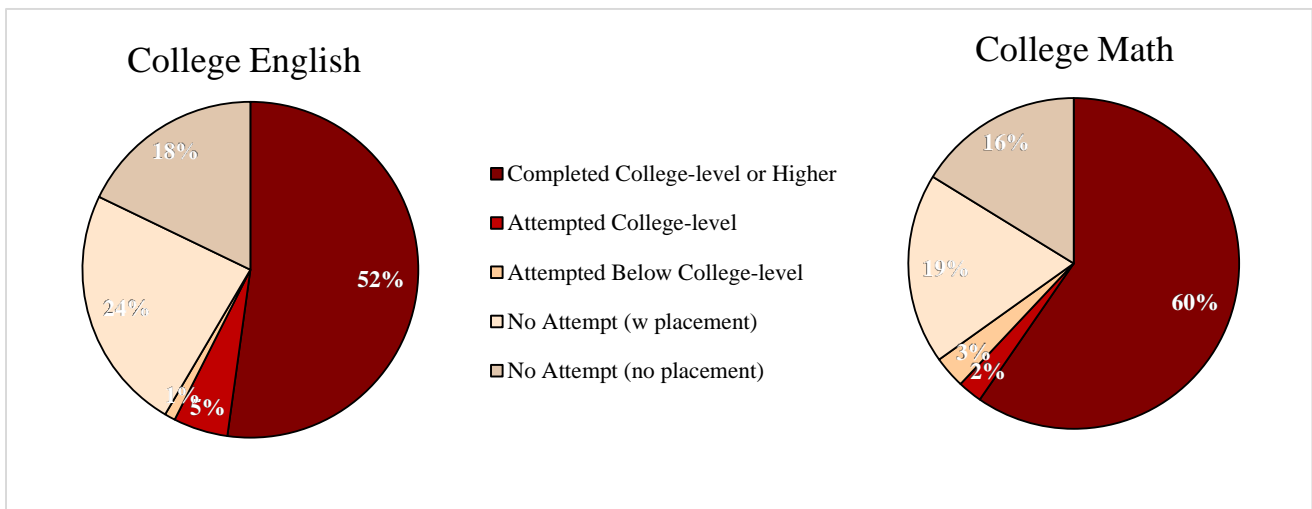 College English
18%
52%
24%
1%
5%
Completed College-level or Higher
Attempted College-level
Attempted Below College-level
No Attempt (w placement)
No Attempt (no placement)
College Math
16%
19%
60%
3%
2%